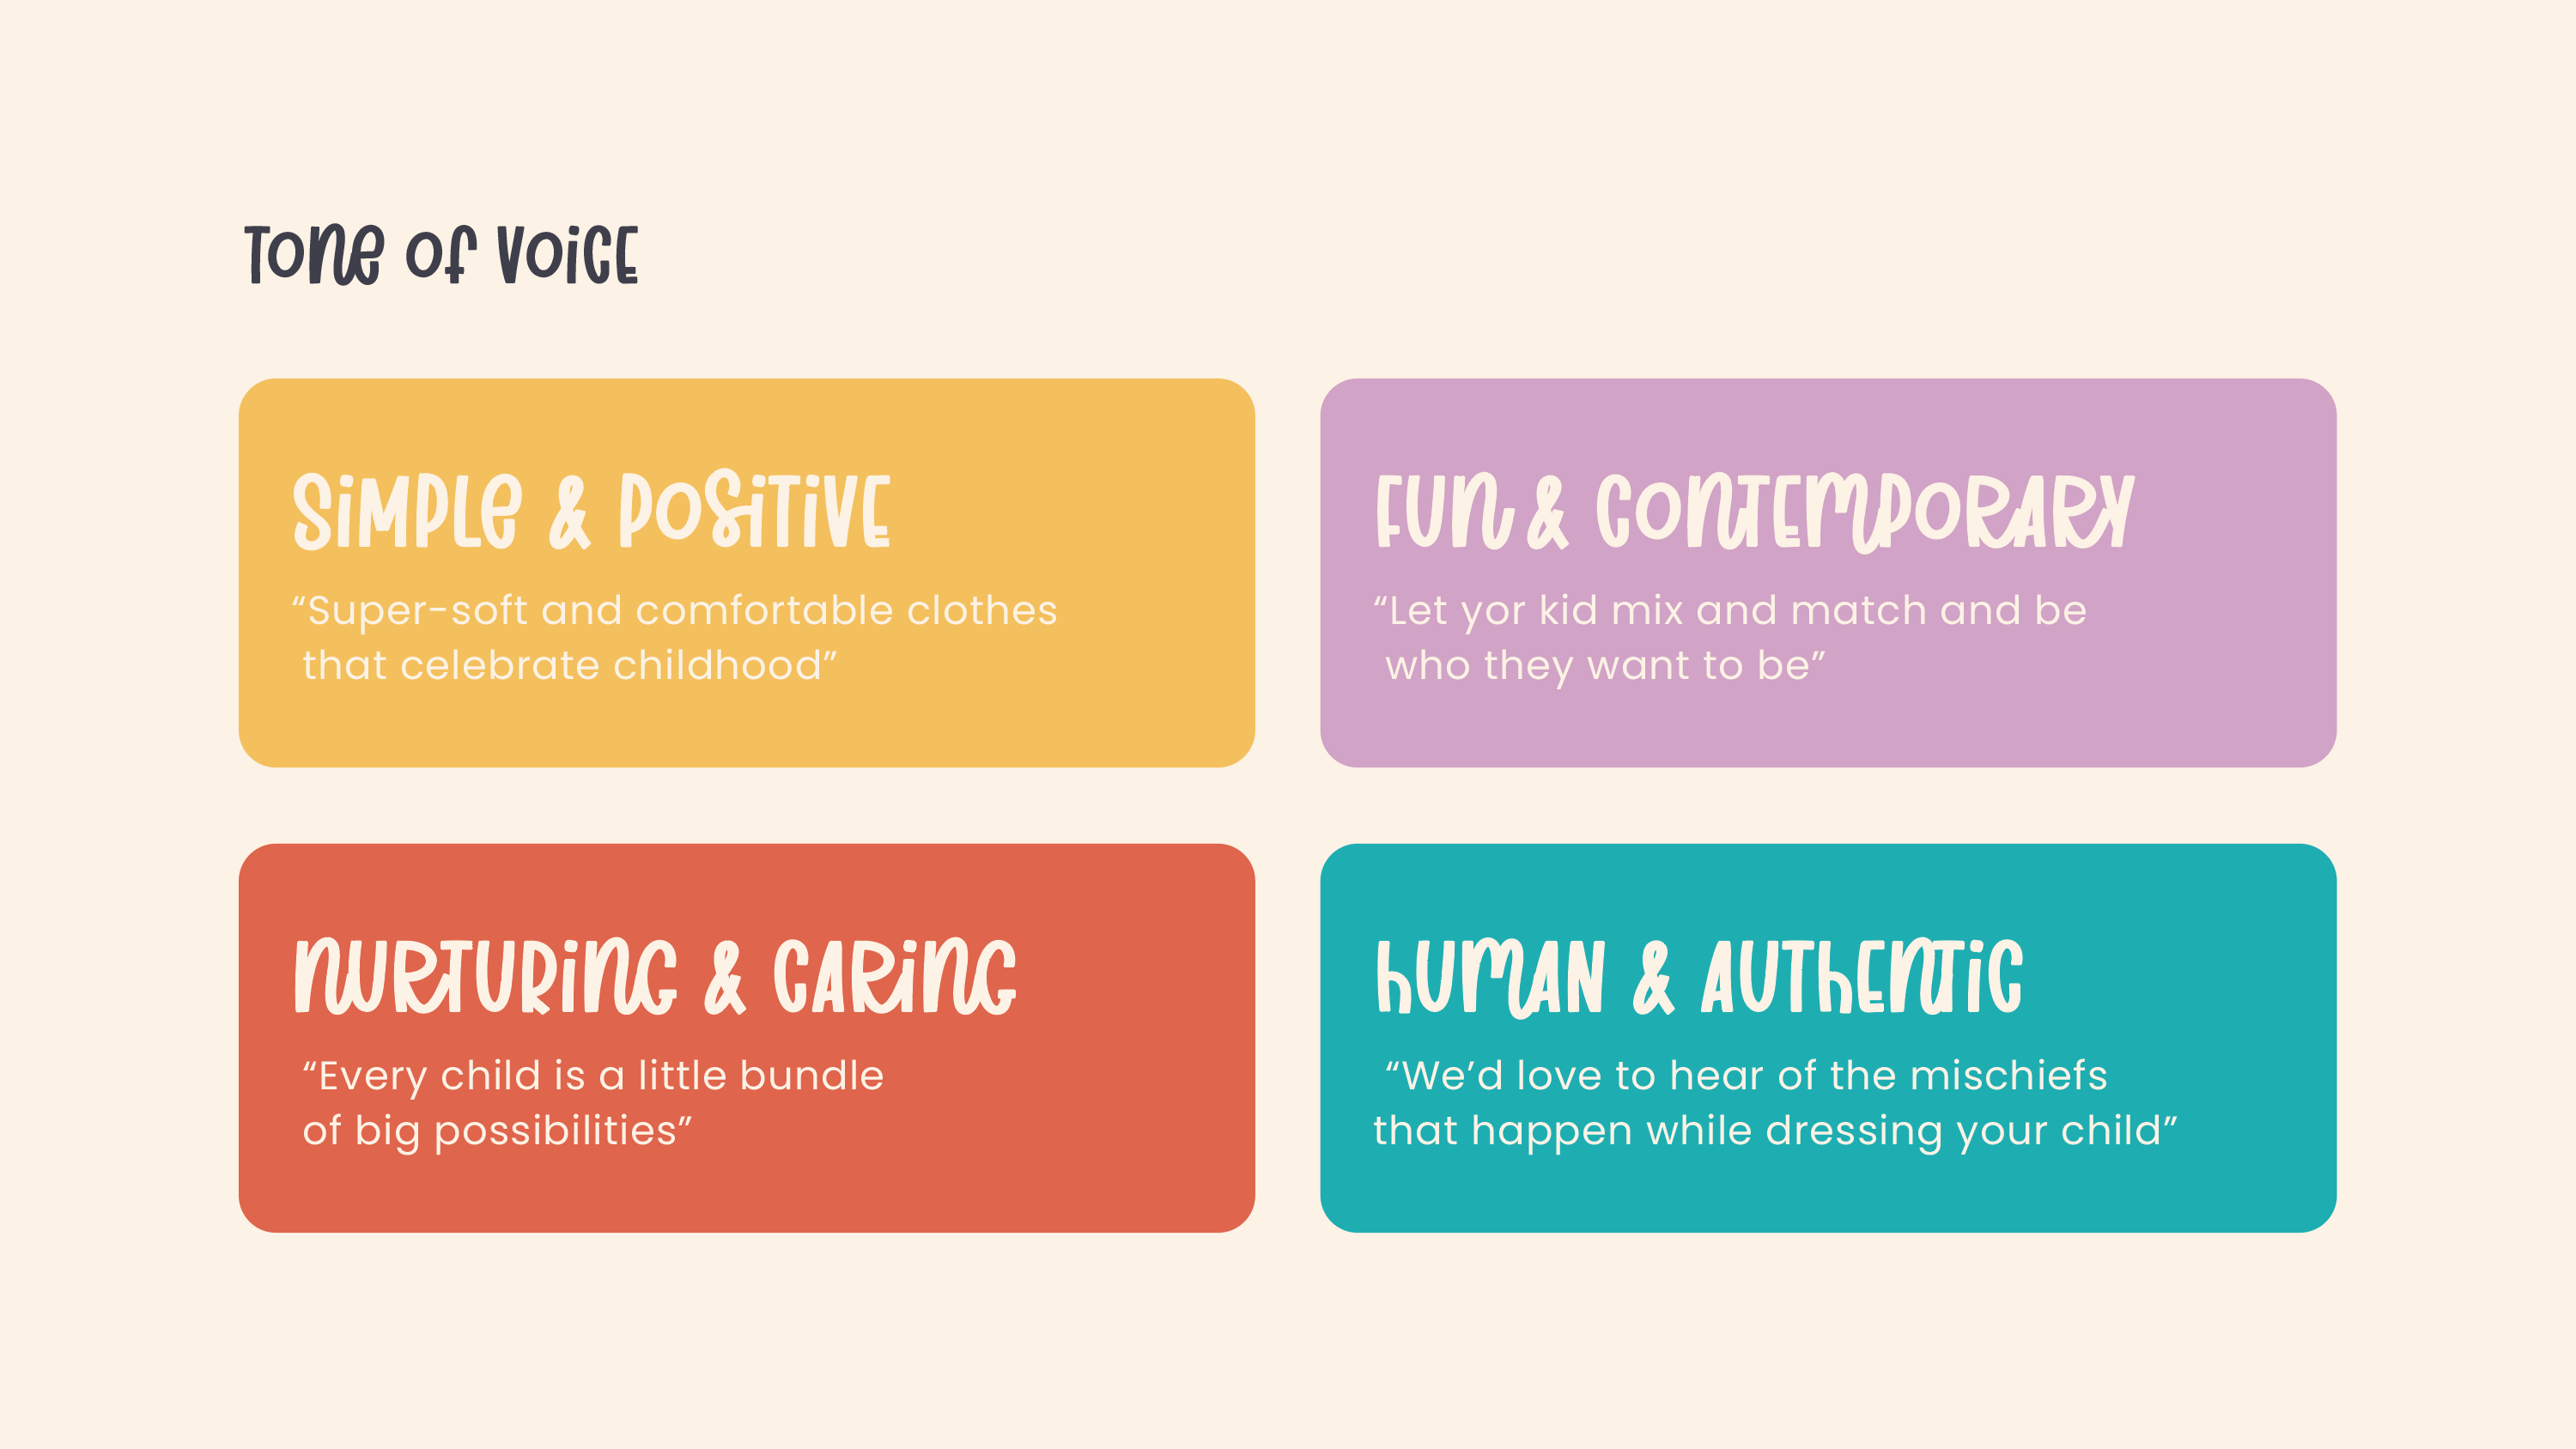 Tone of Voice
Simple & Positive
“Super-soft and comfortable clothes
that celebrate childhood”
Fun & Contemporary
“Let yor kid mix and match and be
who they want to be”
Nurturing & Caring
“Every child is a little bundle
of big possibilities”
Human & Authentic
“We’d love to hear of the mischiefs
that happen while dressing your child”